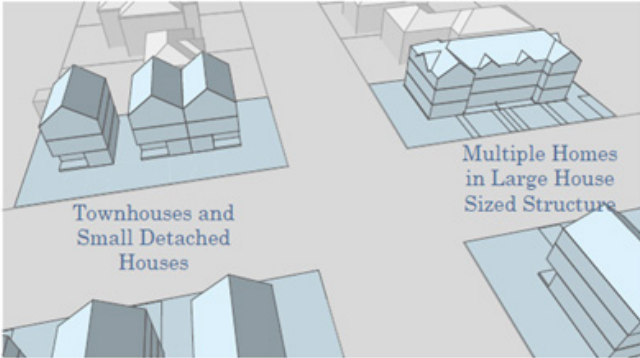 Townhouses and
Small Detached
Houses
Multiple Homes
in Large House
Sized Structure